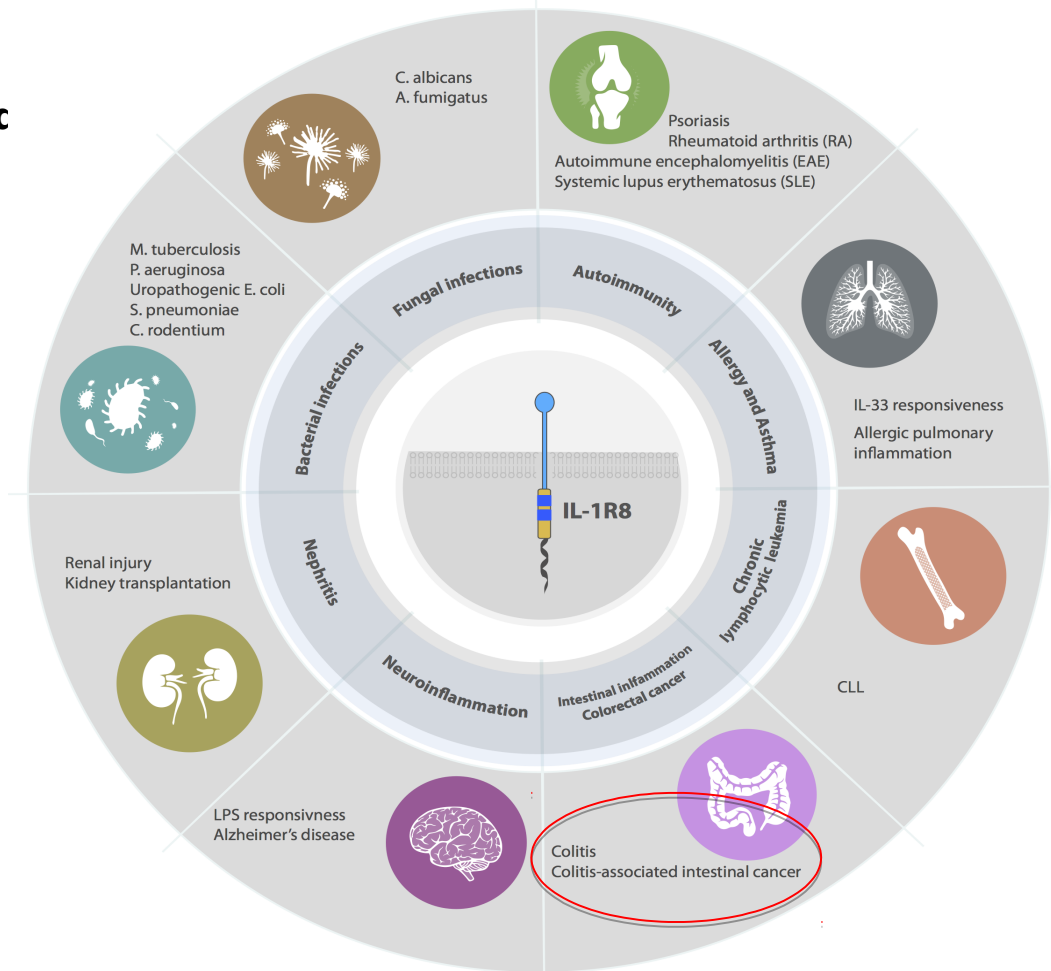 C. albicans
A. fumigatus
Psoriasis
Rheumatoid arthritis (RA)
Autoimmune encephalomyelitis (EAE)
Systemic lupus erythematosus (SLE)
M. tuberculosis
P. aeruginosa
Uropathogenic E. coli
S. pneumoniae
C. rodentium
Fungal infections
Autoimmunity
Bacterial infections
Allergy and Asthma
IL-33 responsiveness
Allergic pulmonary
inflammation
IL-1R8
Nephritis
Chronic
lymphocytic leukemia
Renal injury
Kidney transplantation
Neuroinflammation
Intestinal inlfammation
Colorectal cancer
CLL
LPS responsivness
Alzheimer's disease
Colitis
Colitis-associated intestinal cancer